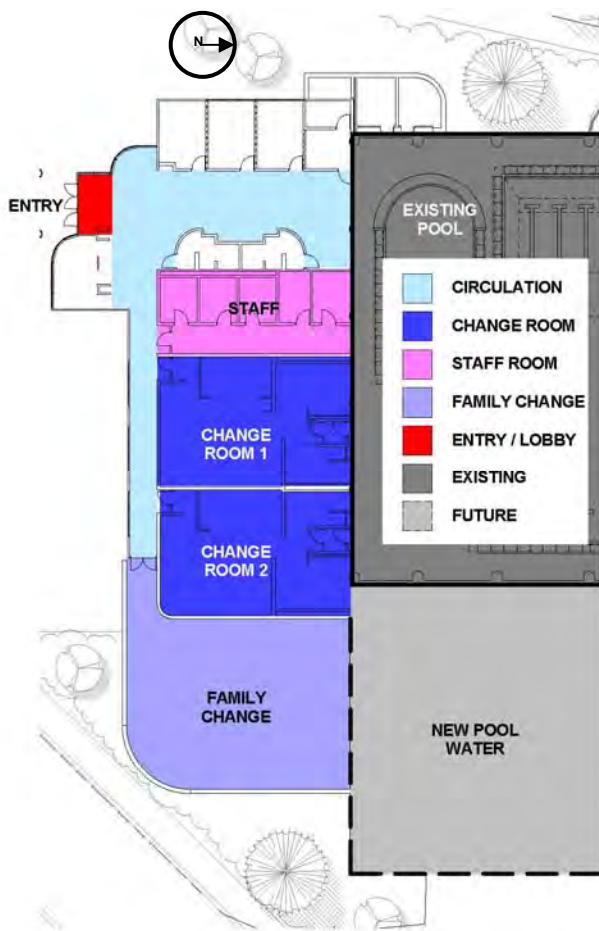 N
ENTRY
EXISTING
POOL
CIRCULATION
CHANGE ROOM
STAFF ROOM
FAMILY CHANGE
ENTRY / LOBBY
EXISTING
FUTURE
STAFF
CHANGE
ROOM 1
CHANGE
ROOM 2
FAMILY
CHANGE
NEW POOL
WATER